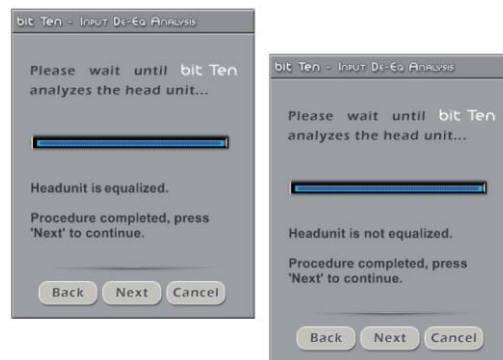 bit Ten - Input De-Eq Analysis
Please wait until bit Ten
analyzes the head unit...
Headunit is equalized.
Procedure completed, press
'Next' to continue.
Back Next Cancel
bit Ten - Input De-Eq Analysis
Please wait until bit Ten
analyzes the head unit...
Headunit is not equalized.
Procedure completed, press
'Next' to continue.
Back Next Cancel